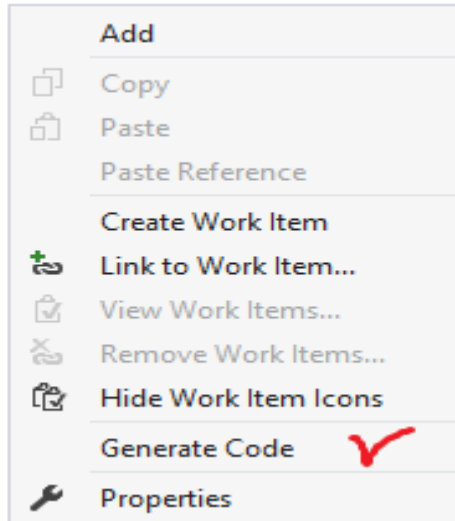 Add
Copy
Paste
Paste Reference
Create Work Item
Link to Work Item...
View Work Items...
Remove Work Items...
Hide Work Item Icons
Generate Code
Properties